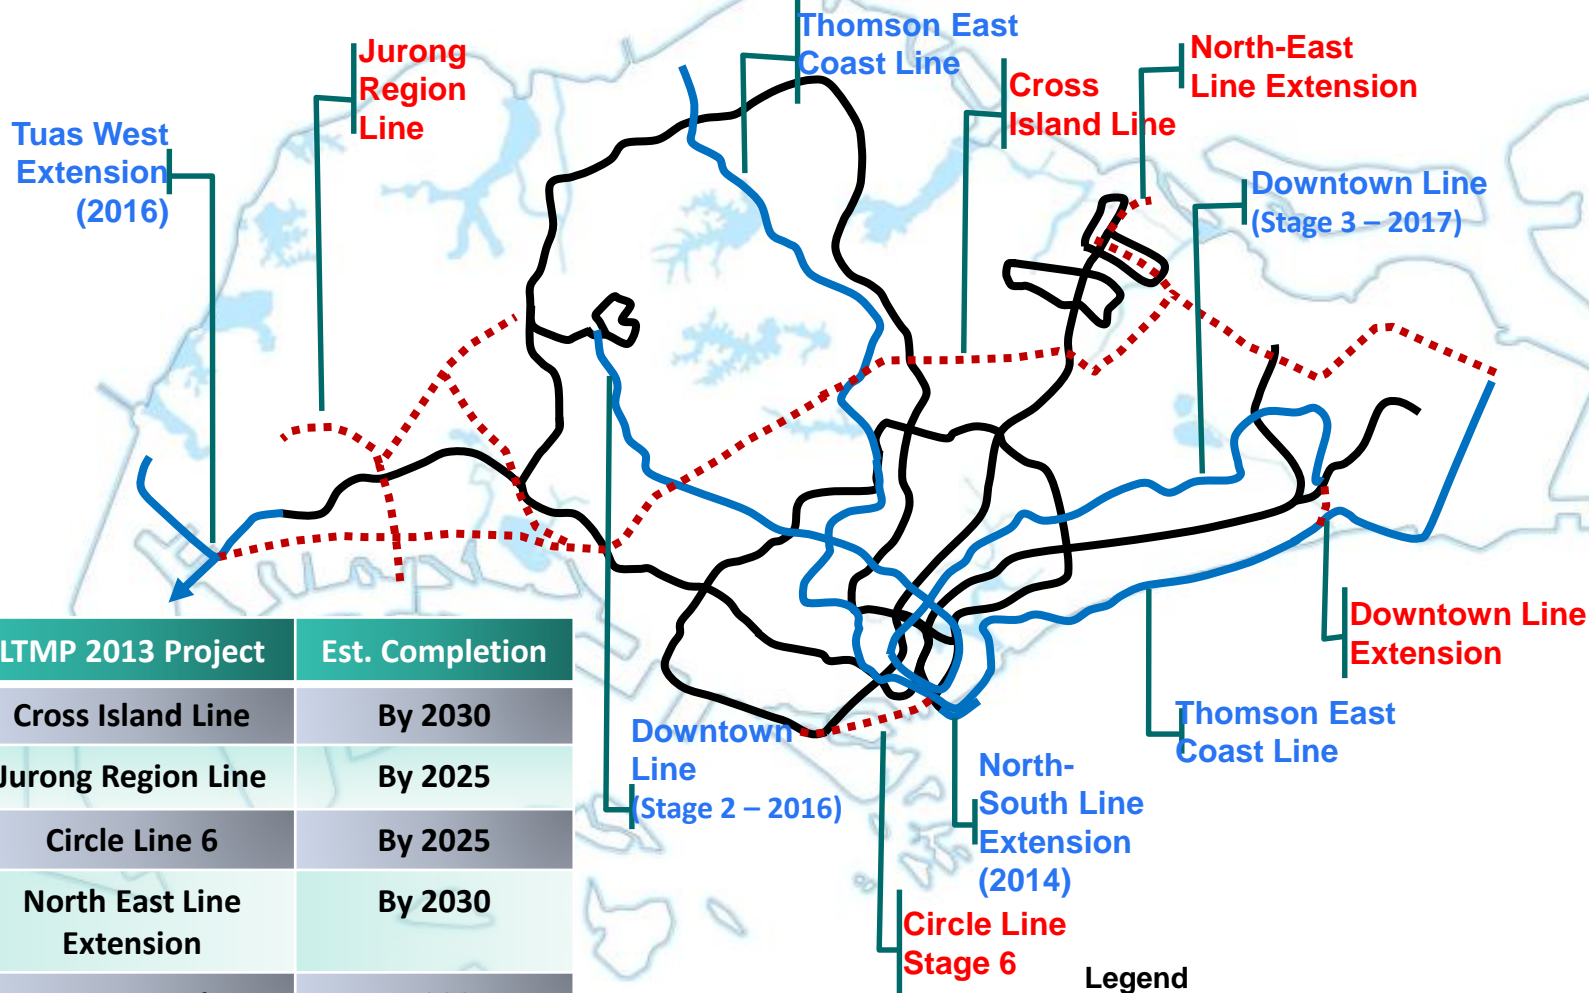 Thomson East
Coast Line
Jurong
Region
Line
North-East
Line Extension
Cross
Island Line
Tuas West
Extension
(2016)
Downtown Line
(Stage 3 – 2017)
Downtown Line
Extension
Thomson East
Coast Line
Downtown
Line
(Stage 2 – 2016)
North-
South Line
Extension
(2014)
Circle Line
Stage 6
Legend
LTMP 2013 Project Est. Completion
Cross Island Line By 2030
Jurong Region Line By 2025
Circle Line 6 By 2025
North East Line By 2030
Extension